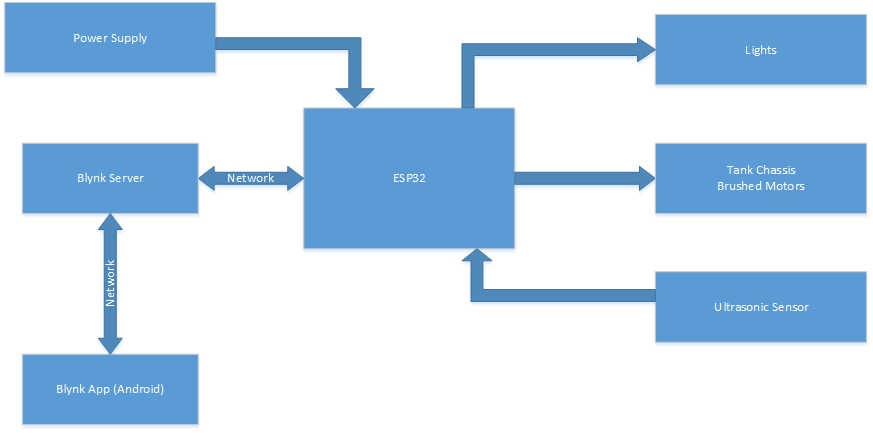 Power Supply
Lights
Blynk Server
Network
ESP32
Tank Chassis
Brushed Motors
Network
Ultrasonic Sensor
Blynk App (Android)